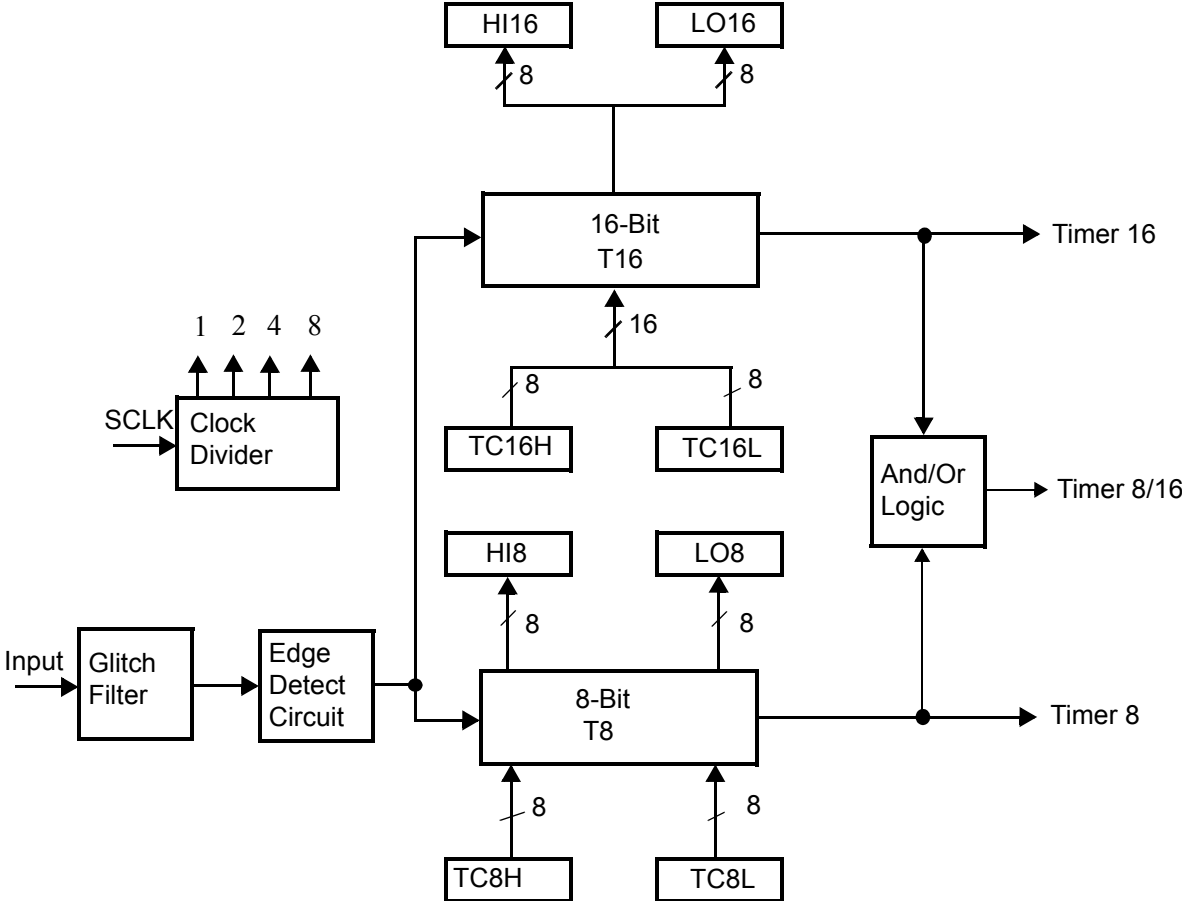 HI16
LO16
8
8
16-Bit
T16
Timer 16
16
1 2 4 8
8
8
SCLK
Clock
Divider
TC16H
TC16L
And/Or
Logic
Timer 8/16
HI8
LO8
8
8
Input
Glitch
Filter
Edge
Detect
Circuit
8-Bit
T8
Timer 8
8
8
TC8H
TC8L